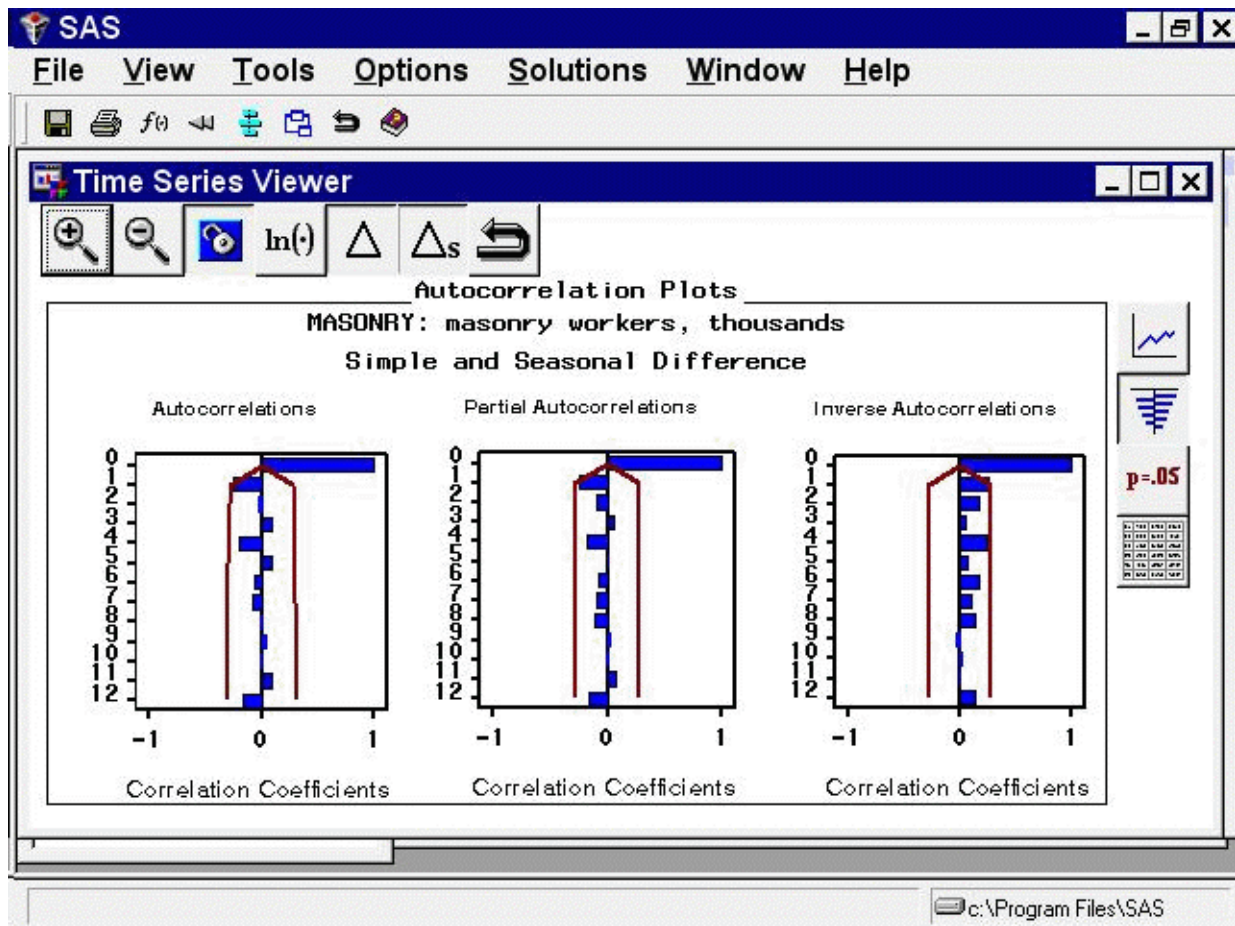 SAS
File View Tools Options Solutions Window Help
f(·)
Time Series Viewer
ln(·) Δ Δs
Autocorrelation Plots
MASONRY: masonry workers, thousands
Simple and Seasonal Difference
Autocorrelations Partial Autocorrelations Inverse Autocorrelations
p=.05
0 0 0
1 1 1
2 2 2
3 3 3
4 4 4
5 5 5
6 6 6
7 7 7
8 8 8
9 9 9
10 10 10
11 11 11
12 12 12
-1 0 1 -1 0 1 -1 0 1
Correlation Coefficients Correlation Coefficients Correlation Coefficients
c:\Program Files\SAS